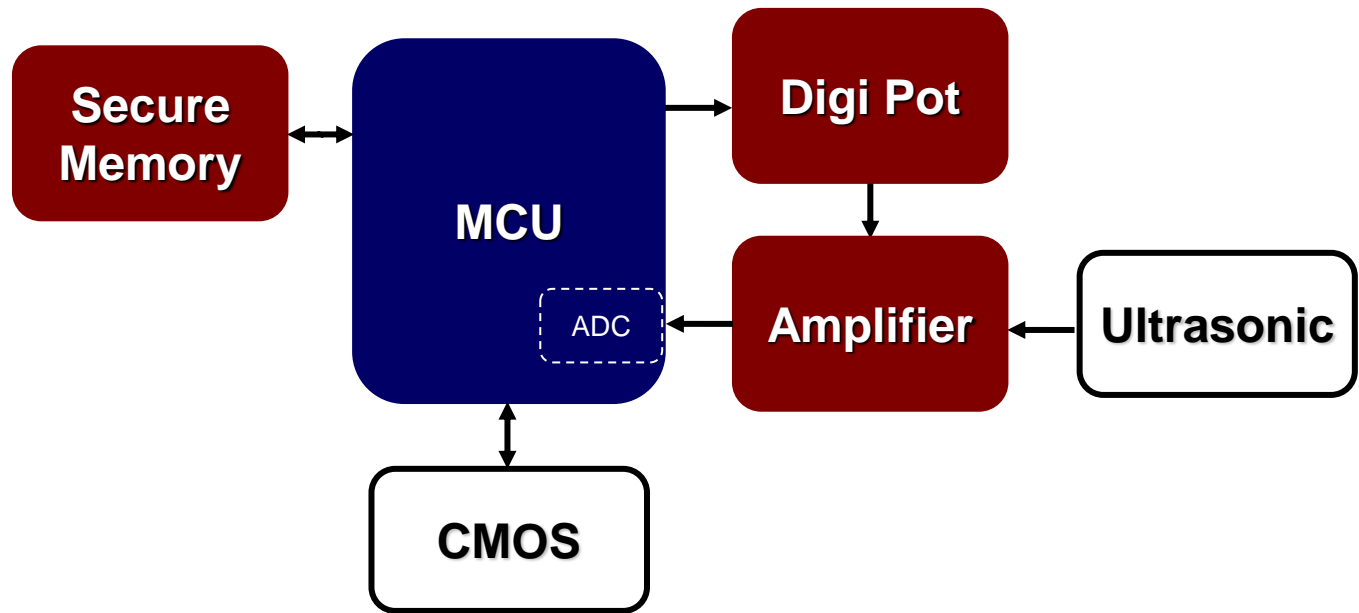 Secure
Memory
MCU
ADC
Digi Pot
Amplifier
Ultrasonic
CMOS